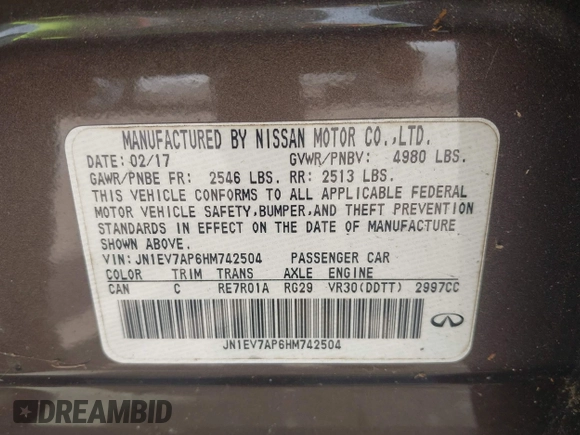 MANUFACTURED BY NISSAN MOTOR CO.,LTD.
DATE: 02/17 GVWR/PNBV: 4980 LBS.
GAWR/PNBE FR: 2546 LBS. RR: 2513 LBS.
THIS VEHICLE CONFORMS TO ALL APPLICABLE FEDERAL
MOTOR VEHICLE SAFETY,BUMPER,AND THEFT PREVENTION
STANDARDS IN EFFECT ON THE DATE OF MANUFACTURE
SHOWN ABOVE.
VIN: JN1EV7AP6HM742504 PASSENGER CAR
COLOR TRIM TRANS AXLE ENGINE
CAN C RE7R01A RG29 VR30(DDTT) 2997CC
JN1EV7AP6HM742504
DREAMBID